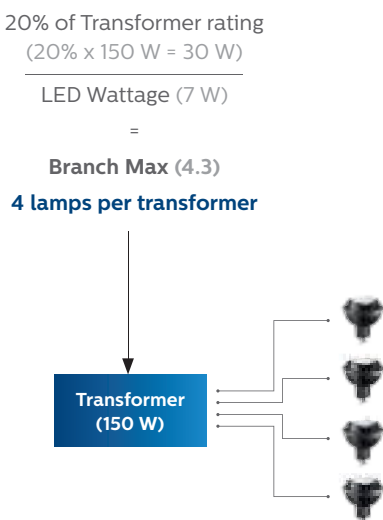 20% of Transformer rating
(20% x 150 W = 30 W)
LED Wattage (7 W)
=
Branch Max (4.3)
4 lamps per transformer
Transformer
(150 W)